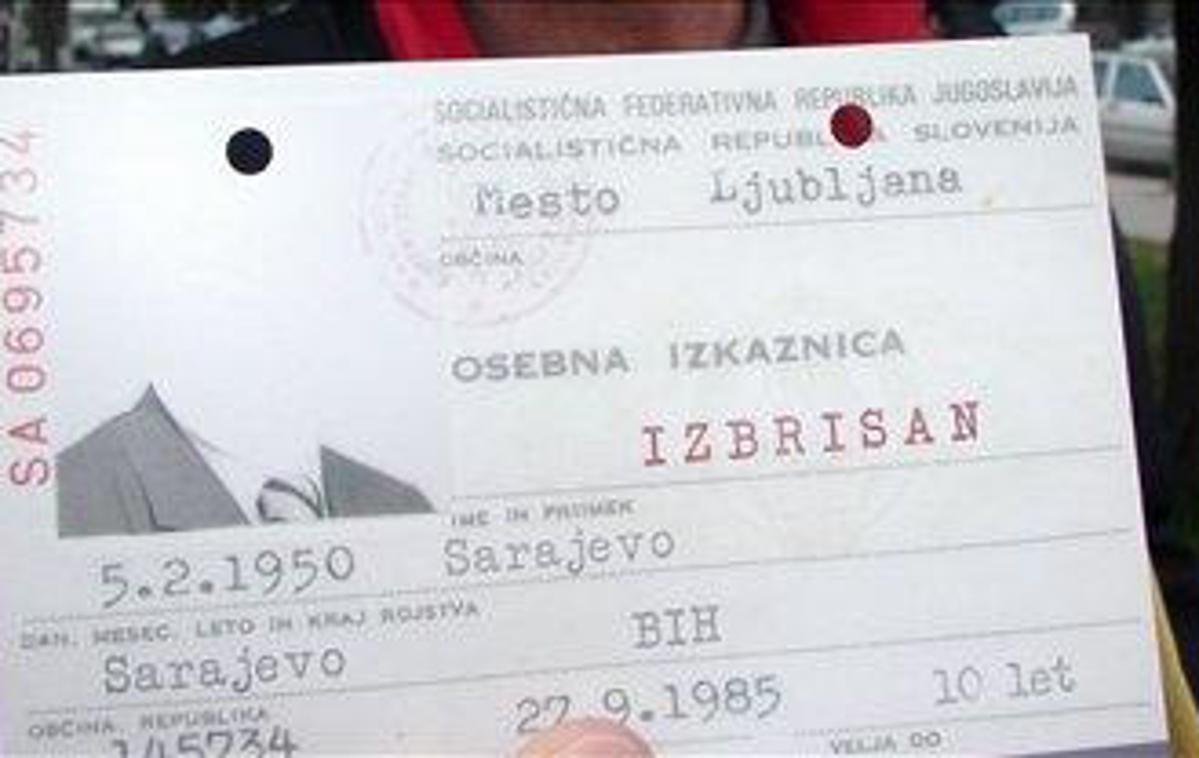 SA 0695734
SOCIALISTIČNA FEDERATIVNA REPUBLIKA JUGOSLAVIJA
SOCIALISTIČNA SLOVENIJA
Mesto Ljubljana
OBČINA
OSEBNA IZKAZNICA
IZBRISAN
IME IN PRIIMEK
5.2.1950 Sarajevo
DAN, MESEC, LETO IN KRAJ ROJSTVA
Sarajevo BIH
OBČINA, REPUBLIKA
145734 27.9.1985 10 let
VELJA DO